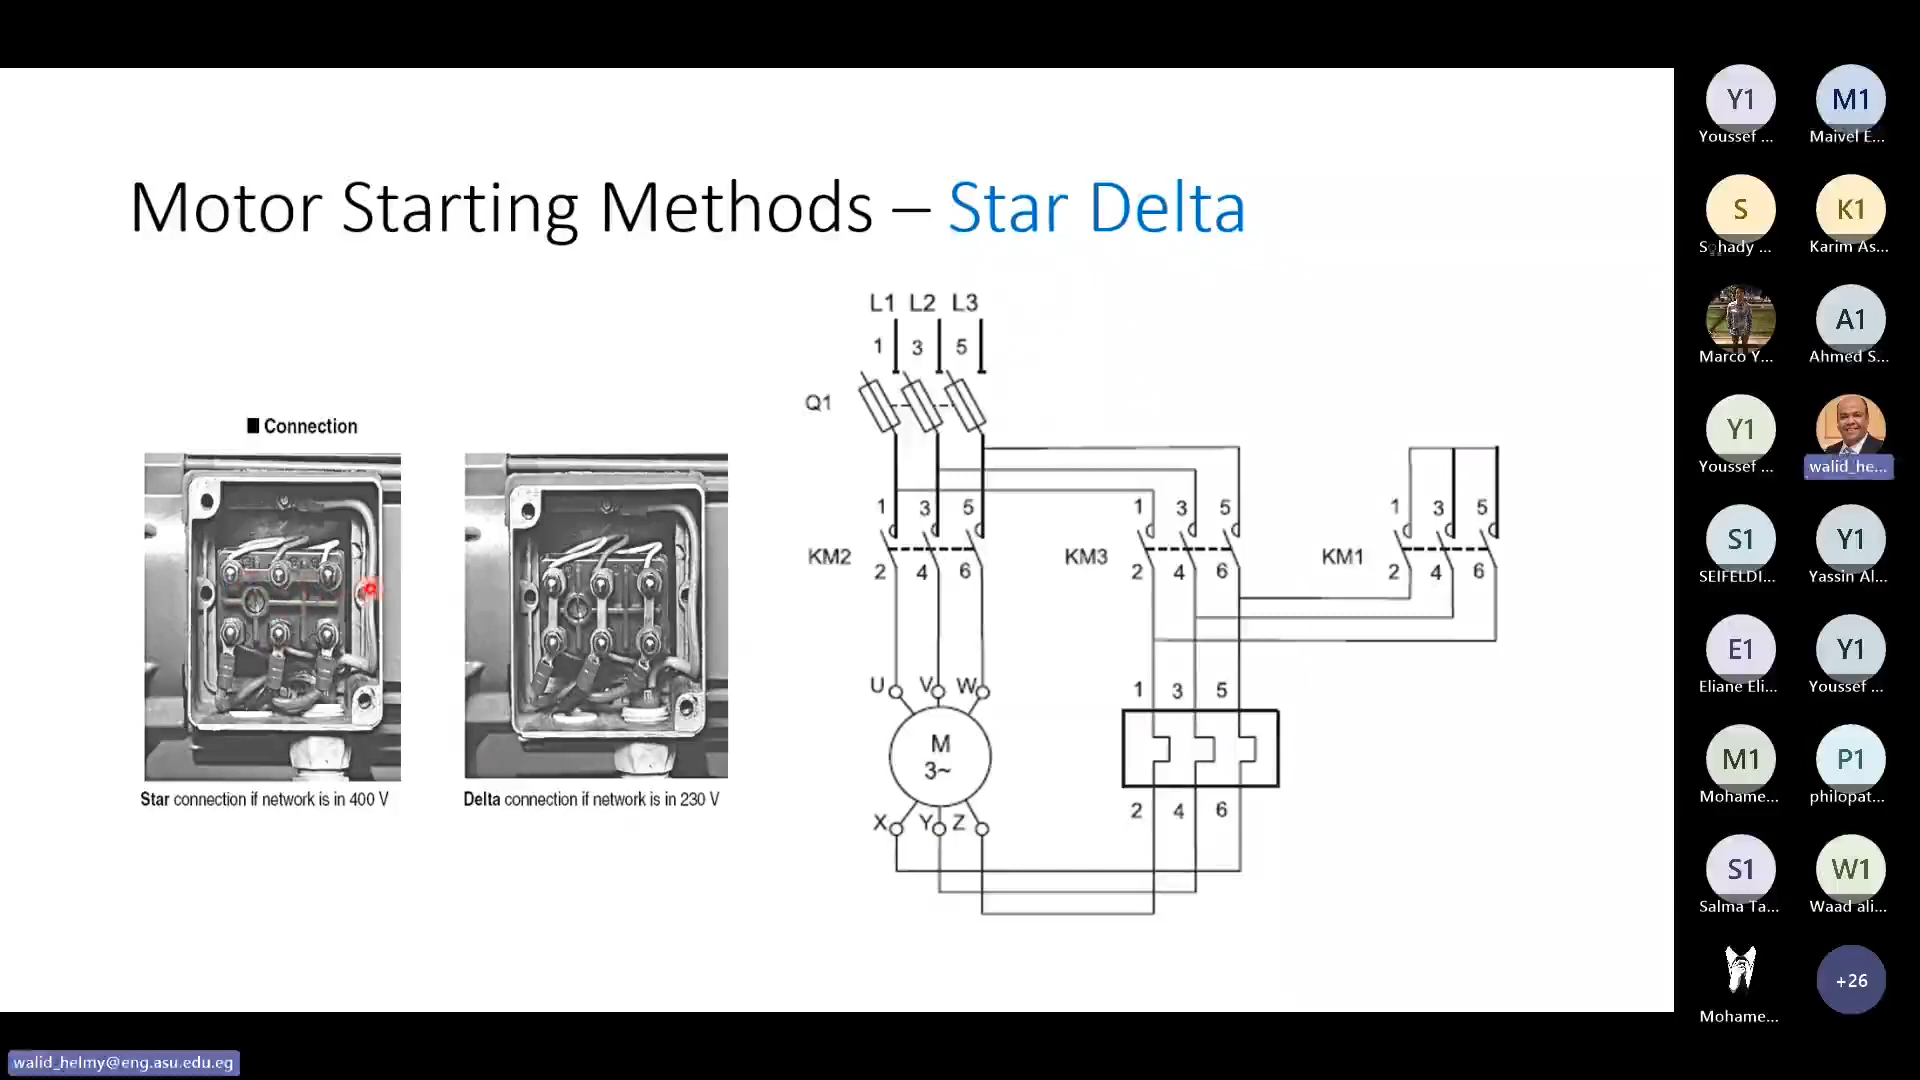 Motor Starting Methods – Star Delta
■ Connection
Star connection if network is in 400 V
Delta connection if network is in 230 V
L1 L2 L3
1 3 5
Q1
1 3 5
KM2
2 4 6
1 3 5
KM3
2 4 6
1 3 5
KM1
2 4 6
U V W
M
3~
X Y Z
1 3 5
2 4 6
Y1
Youssef ...
M1
Maivel E...
S
K1
Karim As...
Marco Y...
A1
Ahmed S...
Y1
Youssef ...
walid_he...
S1
SEIFELDI...
Y1
Yassin Al...
E1
Eliane Eli...
Y1
Youssef ...
M1
Mohame...
P1
philopat...
S1
Salma Ta...
W1
Waad ali...
Mohame...
+26
walid_helmy@eng.asu.edu.eg